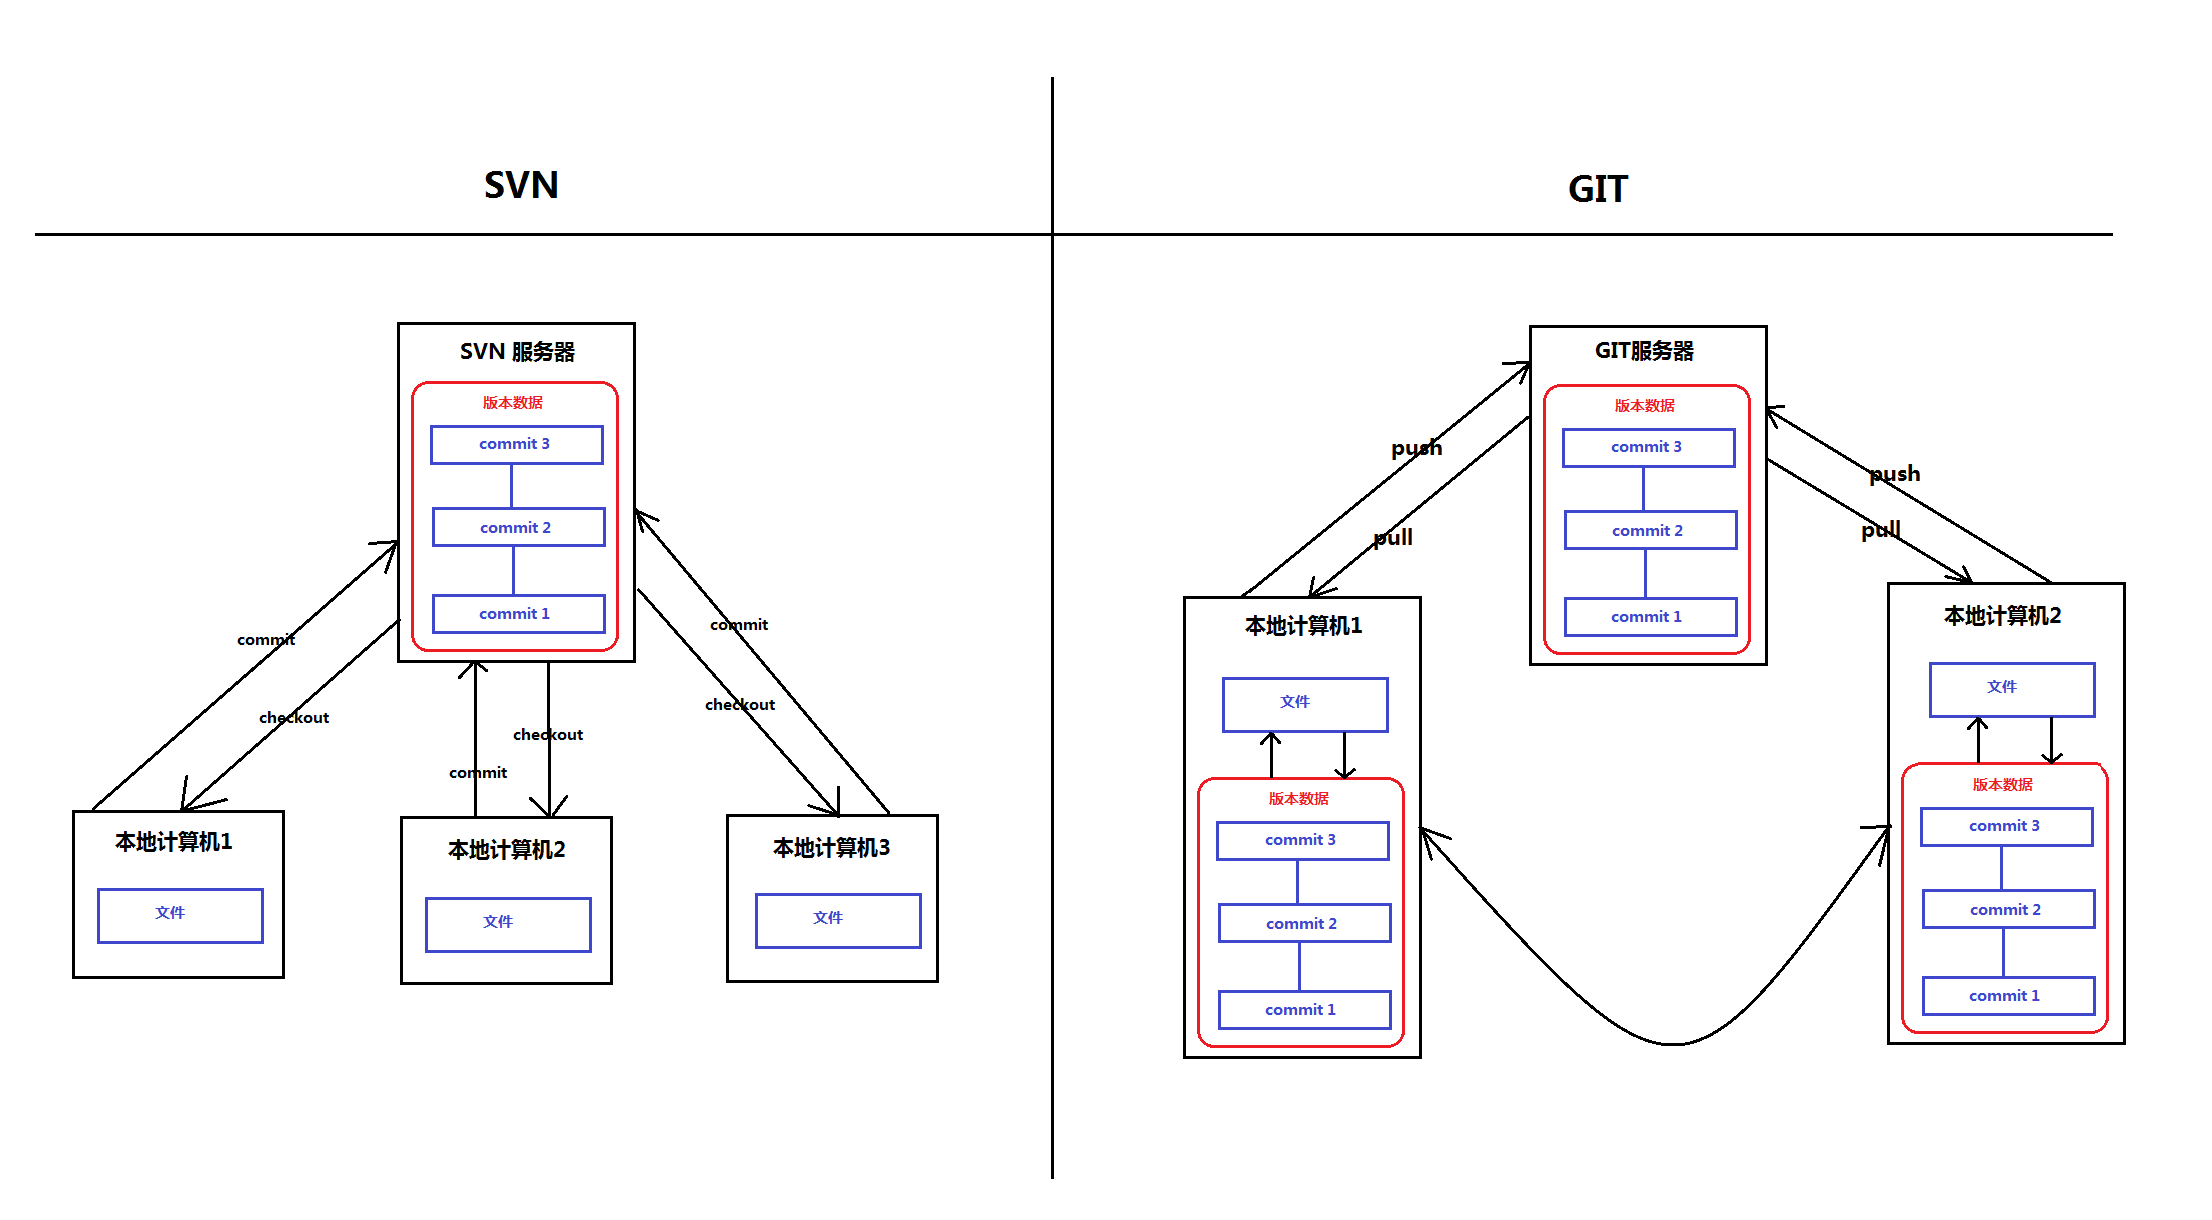 SVN
SVN 服务器
版本数据
commit 3
commit 2
commit 1
commit
checkout
commit
checkout
commit
checkout
本地计算机1
文件
本地计算机2
文件
本地计算机3
文件
GIT
GIT服务器
版本数据
commit 3
commit 2
commit 1
push
pull
push
pull
本地计算机1
文件
版本数据
commit 3
commit 2
commit 1
本地计算机2
文件
版本数据
commit 3
commit 2
commit 1